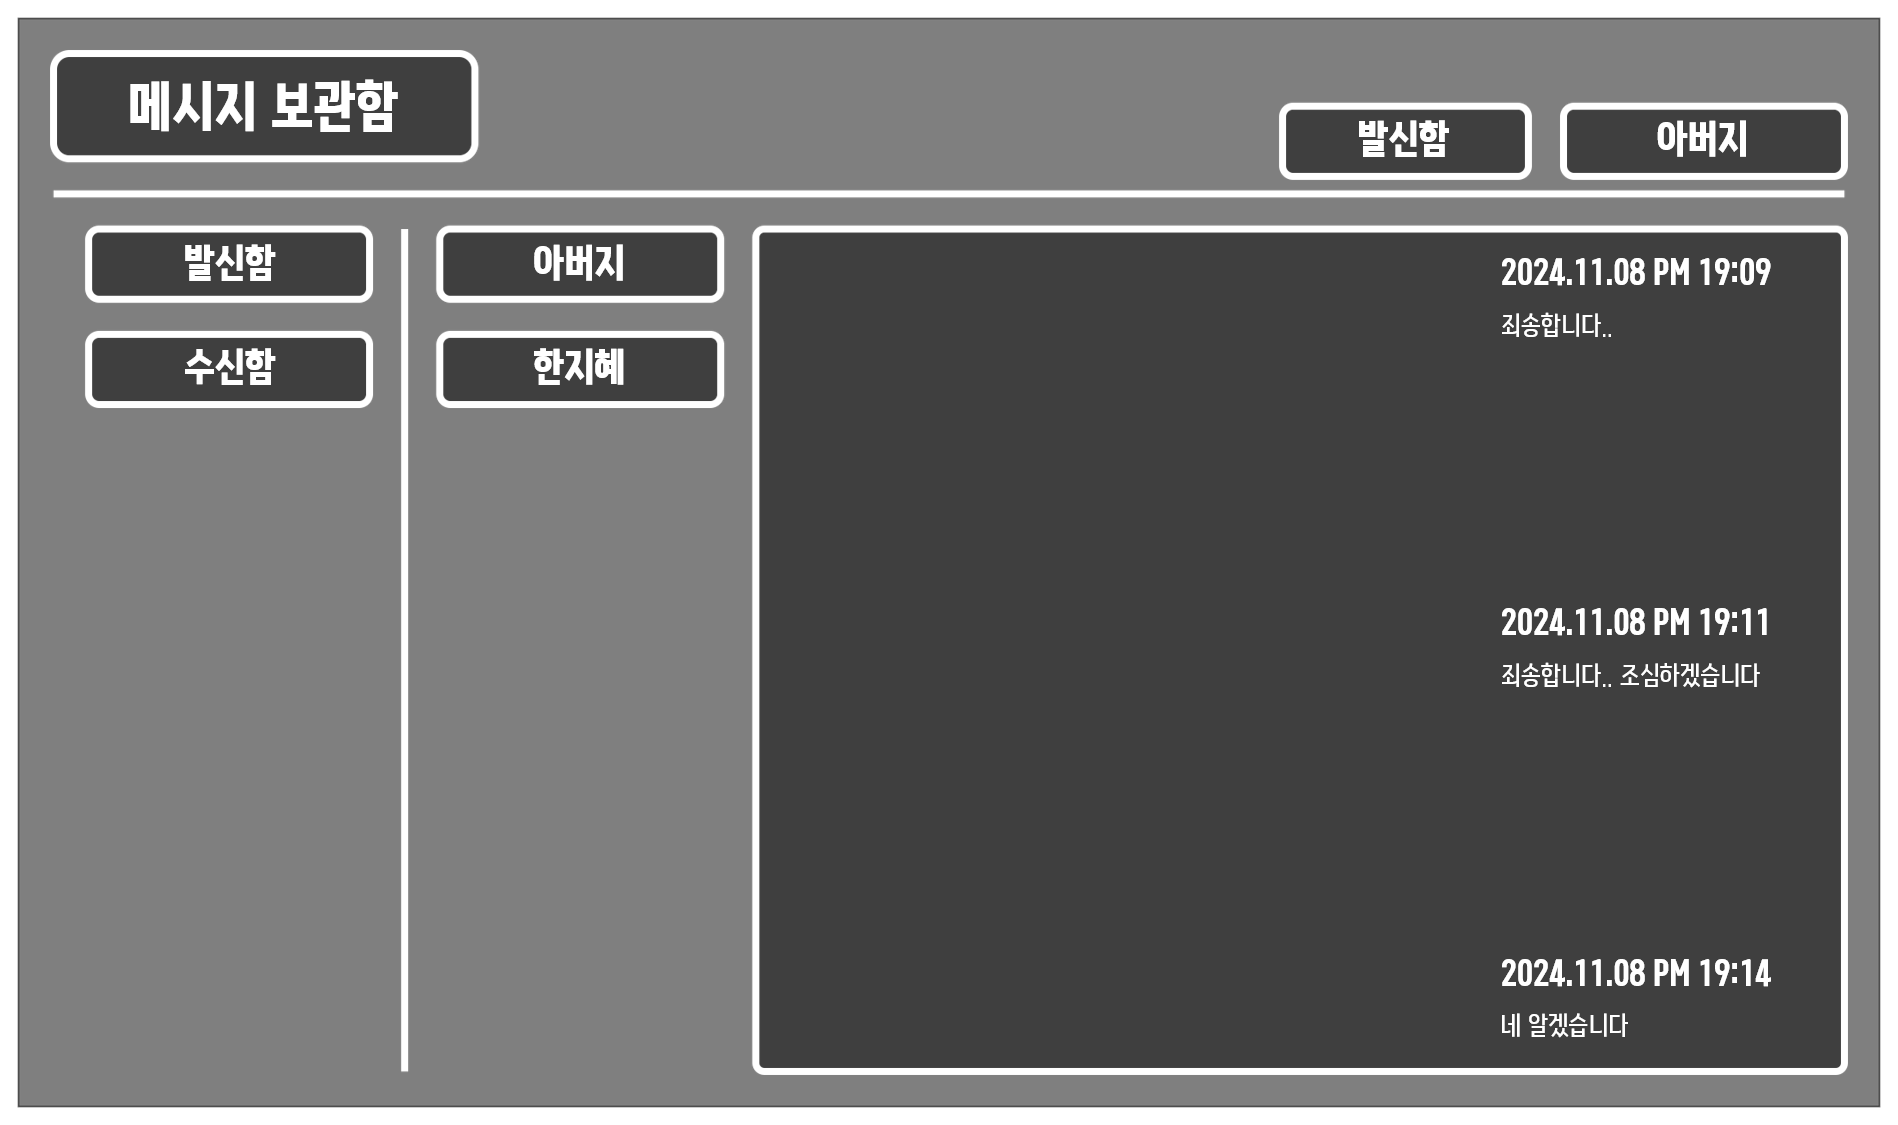 메시지 보관함
발신함
아버지
발신함
수신함
아버지
한지혜
2024.11.08 PM 19:09
죄송합니다..
2024.11.08 PM 19:11
죄송합니다.. 조심하겠습니다
2024.11.08 PM 19:14
네 알겠습니다